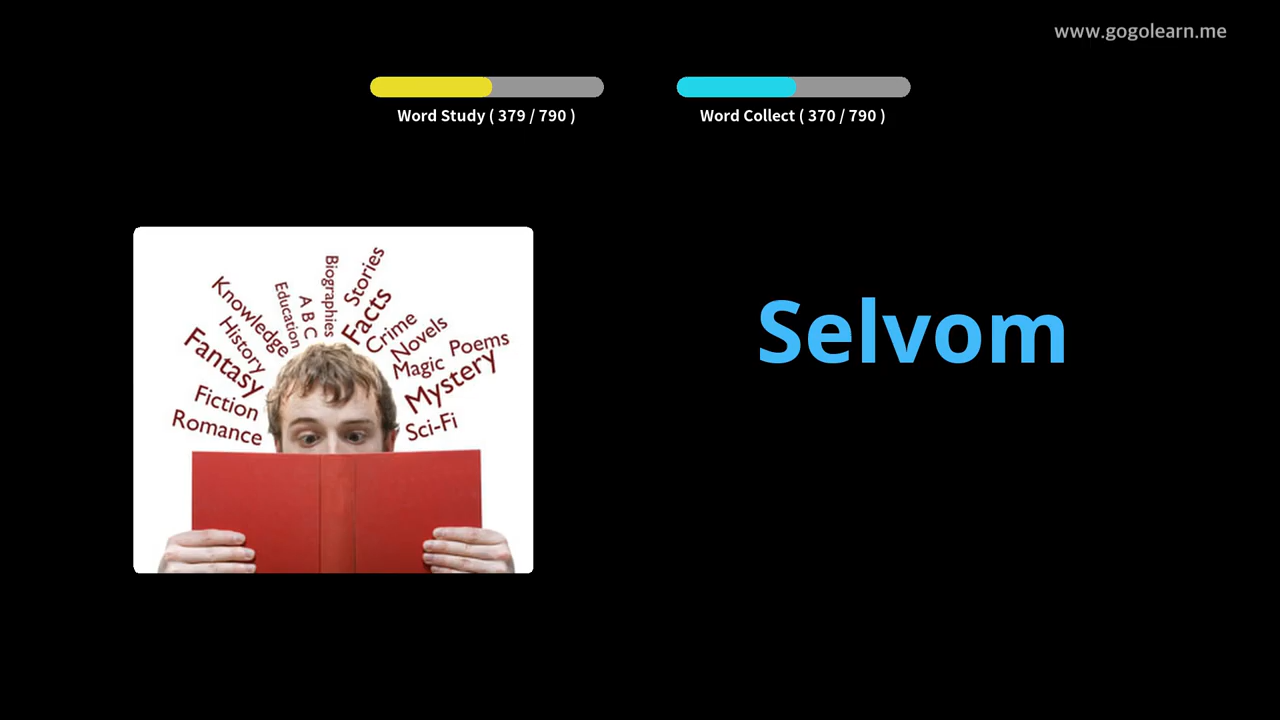 www.gogolearn.me
Word Study ( 379 / 790 )
Word Collect ( 370 / 790 )
Selvom
Biographies
Stories
Education
A B C
Facts
Knowledge
Crime
History
Novels
Fantasy
Magic
Poems
Mystery
Fiction
Romance
Sci-Fi